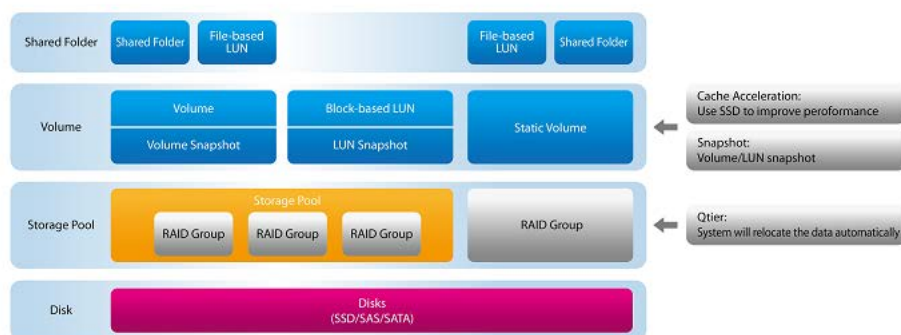 Shared Folder
Shared Folder
File-based
LUN
File-based
LUN
Shared Folder
Volume
Volume
Volume Snapshot
Block-based LUN
LUN Snapshot
Static Volume
Cache Acceleration:
Use SSD to improve peroformance
Snapshot:
Volume/LUN snapshot
Storage Pool
Storage Pool
RAID Group
RAID Group
RAID Group
RAID Group
Qtier:
System will relocate the data automatically
Disk
Disks
(SSD/SAS/SATA)